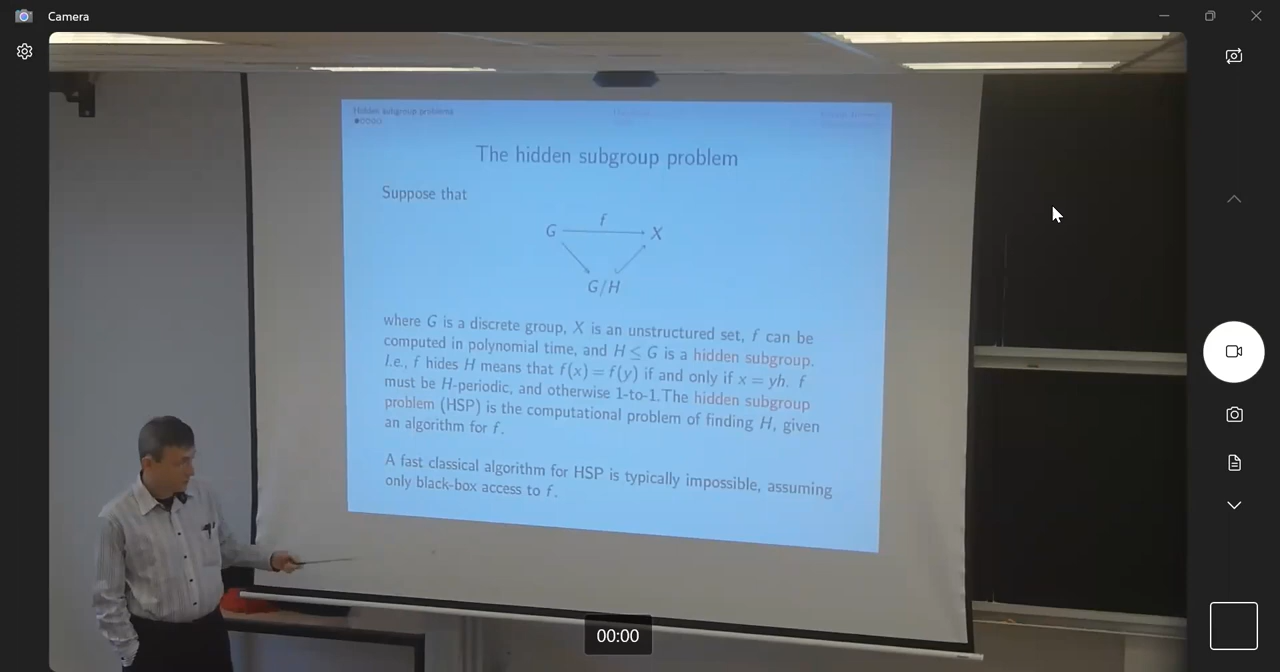 Camera
Hidden subgroup problems
The hidden subgroup problem
Suppose that
f
G X
G/H
where G is a discrete group, X is an unstructured set, f can be
computed in polynomial time, and H ≤ G is a hidden subgroup.
I.e., f hides H means that f(x) = f(y) if and only if x = yh. f
must be H-periodic, and otherwise 1-to-1.The hidden subgroup
problem (HSP) is the computational problem of finding H, given
an algorithm for f.
A fast classical algorithm for HSP is typically impossible, assuming
only black-box access to f.
00:00